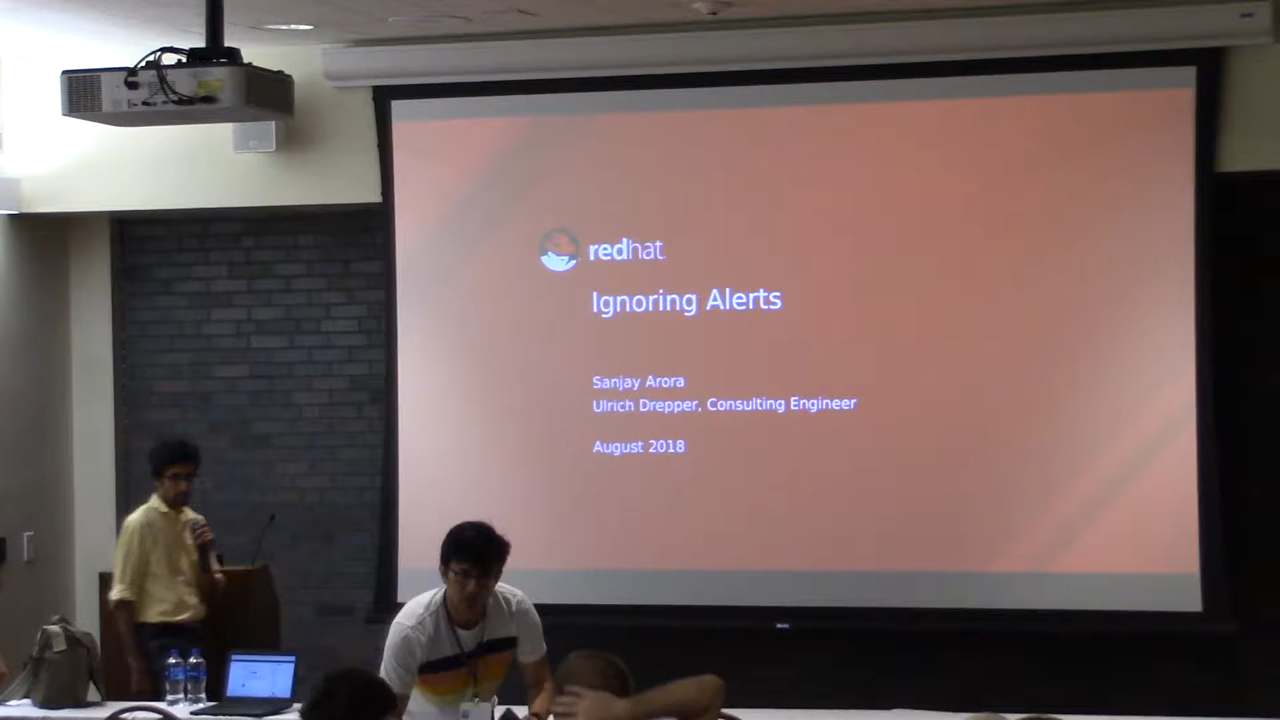 redhat.
Ignoring Alerts
Sanjay Arora
Ulrich Drepper, Consulting Engineer
August 2018